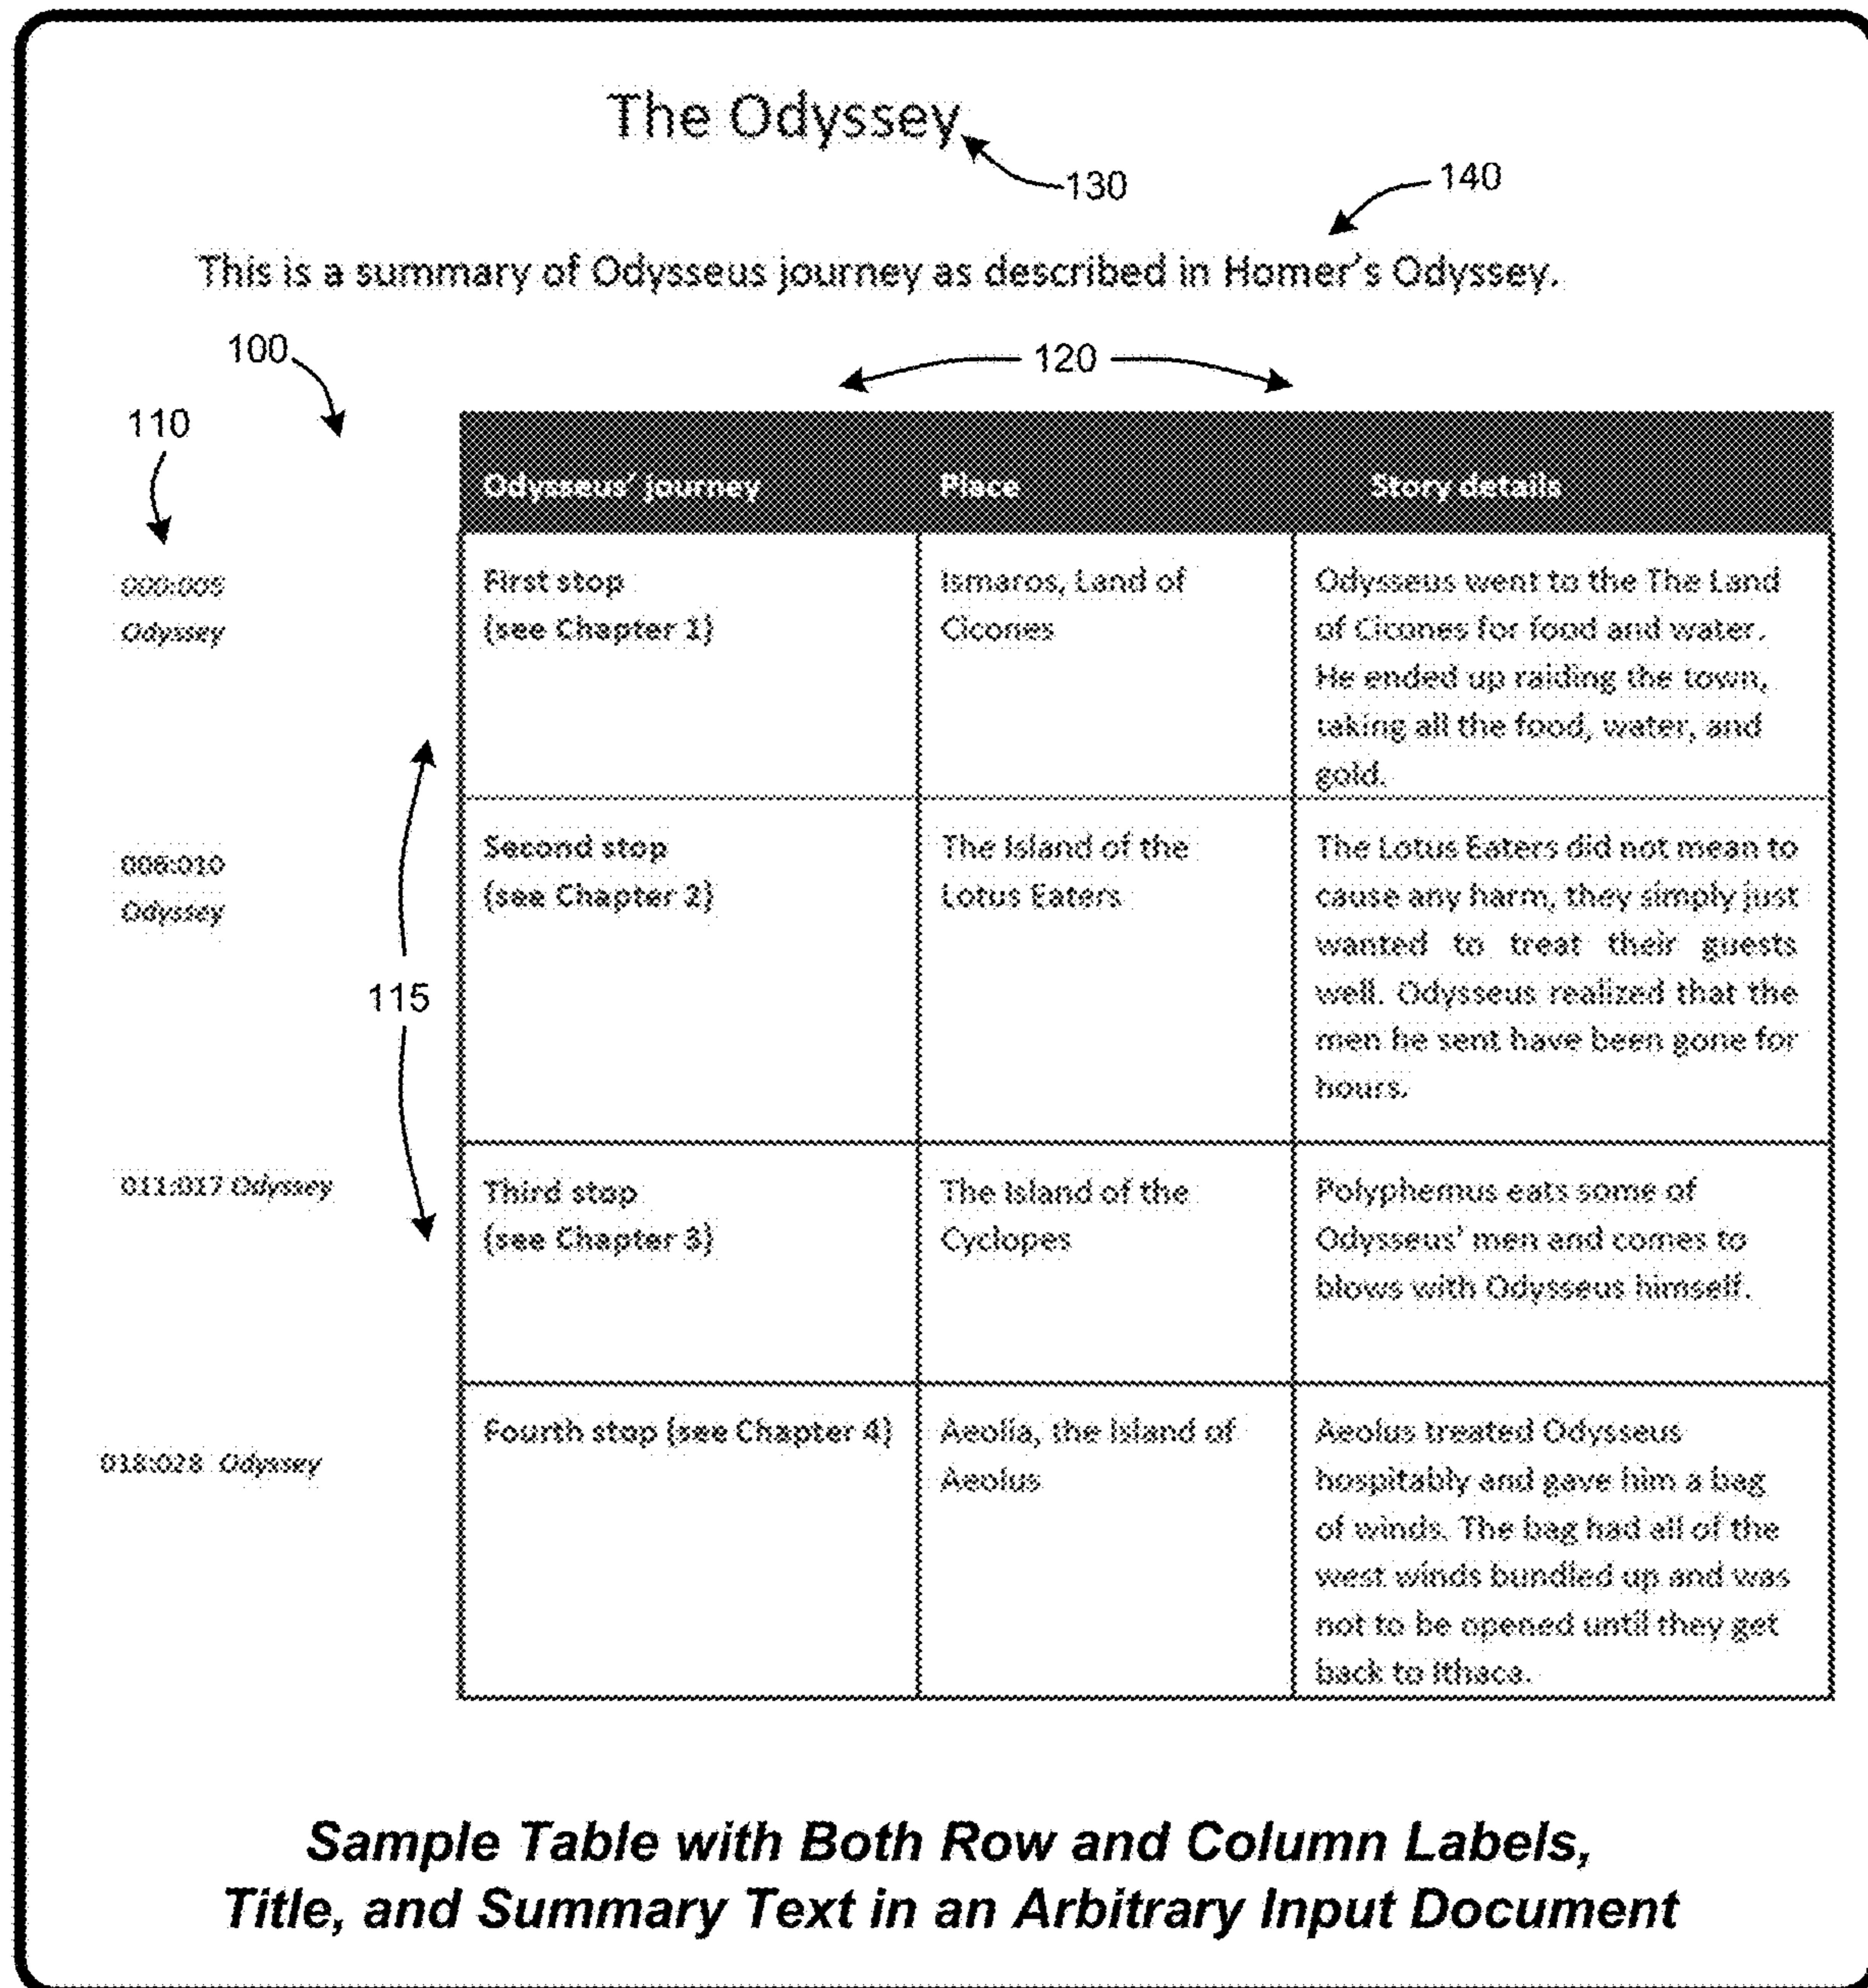 The Odyssey
130
140
This is a summary of Odysseus journey as described in Homer's Odyssey.
100
120
110
Odysseus' journey
Place
Story details
000:005
Odyssey
First stop
(see Chapter 1)
Ismaros, Land of
Cicones
Odysseus went to the The Land
of Cicones for food and water.
He ended up raiding the town,
taking all the food, water, and
gold.
006:010
Odyssey
Second stop
(see Chapter 2)
The Island of the
Lotus Eaters
The Lotus Eaters did not mean to
cause any harm, they simply just
wanted to treat their guests
well. Odysseus realized that the
men he sent have been gone for
hours.
115
011:017 Odyssey
Third stop
(see Chapter 3)
The Island of the
Cyclopes
Polyphemus eats some of
Odysseus' men and comes to
blows with Odysseus himself.
018:028 Odyssey
Fourth stop (see Chapter 4)
Aeolia, the island of
Aeolus
Aeolus treated Odysseus
hospitably and gave him a bag
of winds. The bag had all of the
west winds bundled up and was
not to be opened until they get
back to Ithaca.
Sample Table with Both Row and Column Labels,
Title, and Summary Text in an Arbitrary Input Document